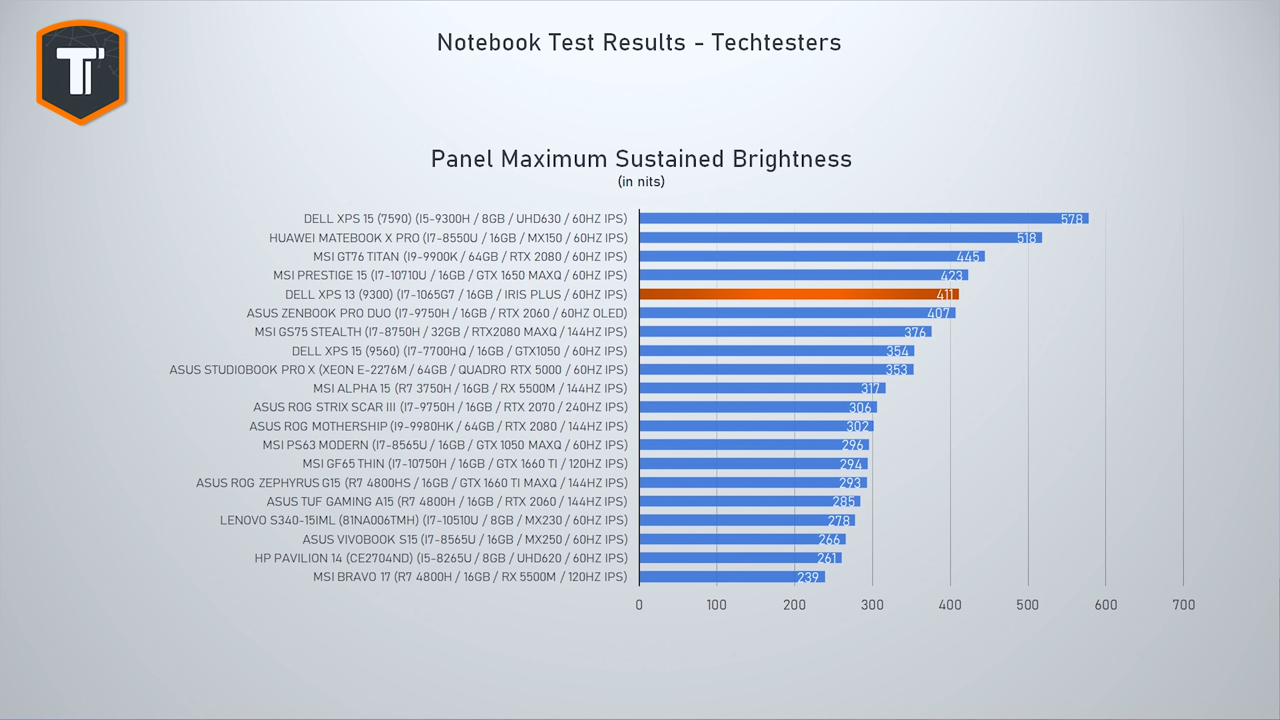 Notebook Test Results - Techtesters
Panel Maximum Sustained Brightness
(in nits)
DELL XPS 15 (7590) (I5-9300H / 8GB / UHD630 / 60HZ IPS) 578
HUAWEI MATEBOOK X PRO (I7-8550U / 16GB / MX150 / 60HZ IPS) 518
MSI GT76 TITAN (I9-9900K / 64GB / RTX 2080 / 60HZ IPS) 445
MSI PRESTIGE 15 (I7-10710U / 16GB / GTX 1650 MAXQ / 60HZ IPS) 423
DELL XPS 13 (9300) (I7-1065G7 / 16GB / IRIS PLUS / 60HZ IPS) 411
ASUS ZENBOOK PRO DUO (I7-9750H / 16GB / RTX 2060 / 60HZ OLED) 407
MSI GS75 STEALTH (I7-8750H / 32GB / RTX2080 MAXQ / 144HZ IPS) 376
DELL XPS 15 (9560) (I7-7700HQ / 16GB / GTX1050 / 60HZ IPS) 354
ASUS STUDIOBOOK PRO X (XEON E-2276M / 64GB / QUADRO RTX 5000 / 60HZ IPS) 353
MSI ALPHA 15 (R7 3750H / 16GB / RX 5500M / 144HZ IPS) 317
ASUS ROG STRIX SCAR III (I7-9750H / 16GB / RTX 2070 / 240HZ IPS) 306
ASUS ROG MOTHERSHIP (I9-9980HK / 64GB / RTX 2080 / 144HZ IPS) 302
MSI PS63 MODERN (I7-8565U / 16GB / GTX 1050 MAXQ / 60HZ IPS) 296
MSI GF65 THIN (I7-10750H / 16GB / GTX 1660 TI / 120HZ IPS) 294
ASUS ROG ZEPHYRUS G15 (R7 4800HS / 16GB / GTX 1660 TI MAXQ / 144HZ IPS) 293
ASUS TUF GAMING A15 (R7 4800H / 16GB / RTX 2060 / 144HZ IPS) 285
LENOVO S340-15IML (81NA006TMH) (I7-10510U / 8GB / MX230 / 60HZ IPS) 278
ASUS VIVOBOOK S15 (I7-8565U / 16GB / MX250 / 60HZ IPS) 266
HP PAVILION 14 (CE2704ND) (I5-8265U / 8GB / UHD620 / 60HZ IPS) 261
MSI BRAVO 17 (R7 4800H / 16GB / RX 5500M / 120HZ IPS) 239
0 100 200 300 400 500 600 700